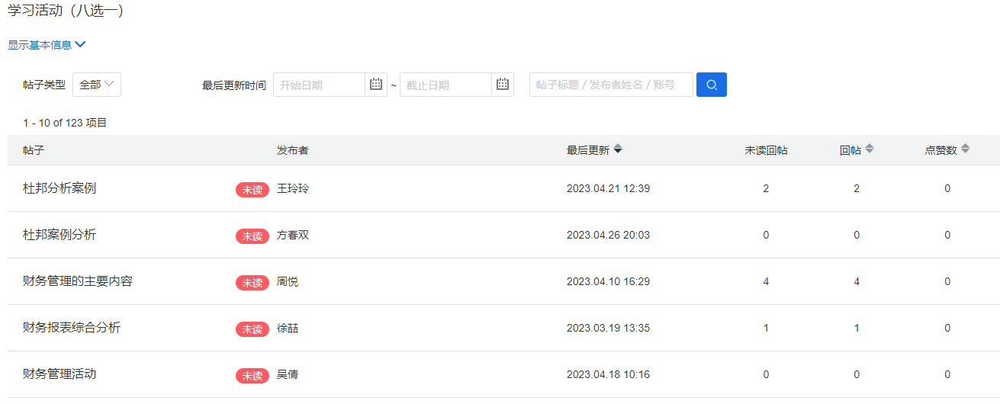 学习活动（八选一）
显示基本信息
帖子类型 全部 最后更新时间 开始日期 ~ 截止日期 帖子标题 / 发布者姓名 / 账号
1 - 10 of 123 项目
帖子 发布者 最后更新 未读回帖 回帖 点赞数
杜邦分析案例 未读 王玲玲 2023.04.21 12:39 2 2 0
杜邦案例分析 未读 方春双 2023.04.26 20:03 0 0 0
财务管理的主要内容 未读 周悦 2023.04.10 16:29 4 4 0
财务报表综合分析 未读 徐喆 2023.03.19 13:35 1 1 0
财务管理活动 未读 吴倩 2023.04.18 10:16 0 0 0